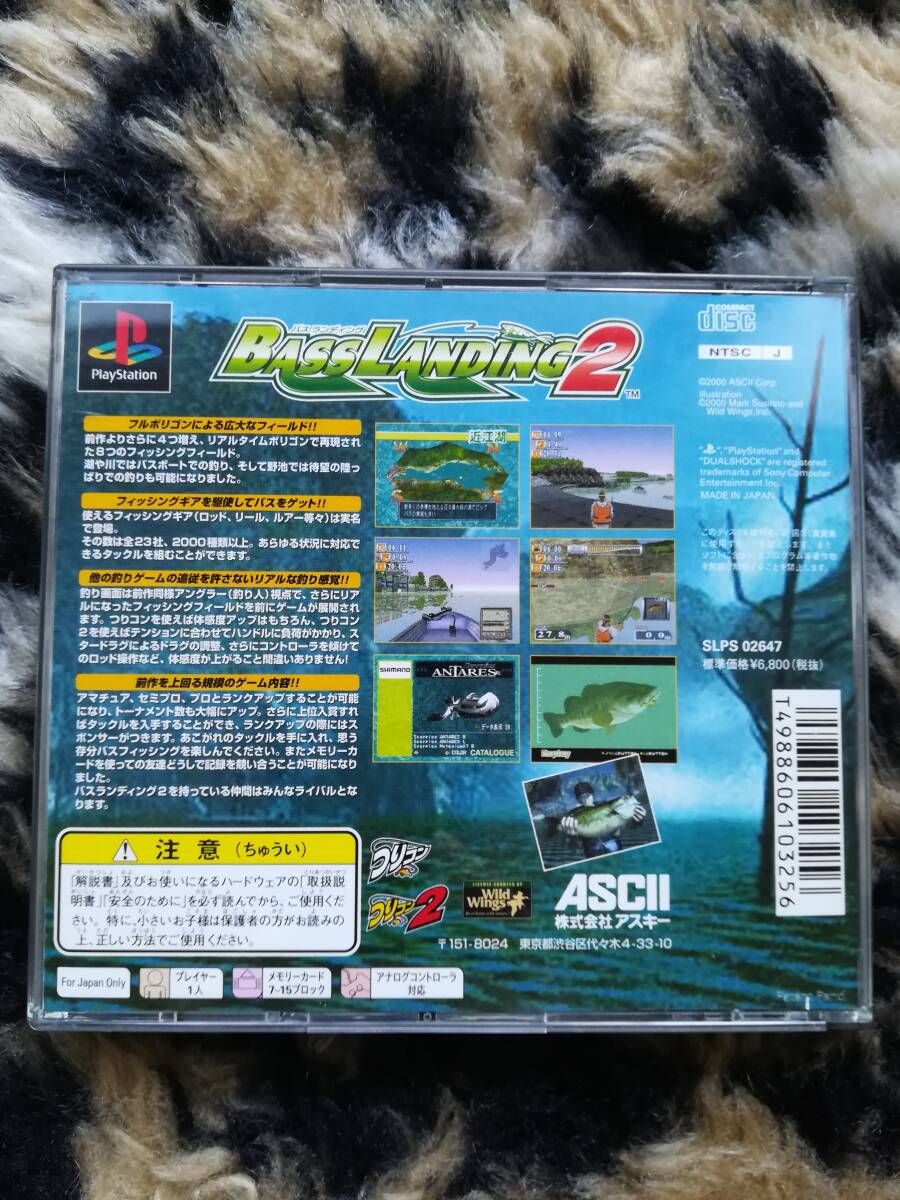 PlayStation
バスランディング
BASS LANDING 2
TM
COMPACT
disc
NTSC J
©2000 ASCII Corp.
Illustration
©2000 Mark Susinno and
Wild Wings,Inc.
"PlayStation" and
"DUALSHOCK" are registered
trademarks of Sony Computer
Entertainment Inc.
MADE IN JAPAN
SLPS 02647
標準価格¥6,800(税抜)
T4988606103256
フルポリゴンによる広大なフィールド!!
前作よりさらに4つ増え、リアルタイムポリゴンで再現され
た8つのフィッシングフィールド。
湖や川ではバスボートでの釣り、そして野池では待望の陸っ
ぱりでの釣りも可能になりました。
フィッシングギアを駆使してバスをゲット!!
使えるフィッシングギア(ロッド、リール、ルアー等々)は実名
で登場。
その数は全23社、2000種類以上。あらゆる状況に対応で
きるタックルを組むことができます。
他の釣りゲームの追従を許さないリアルな釣り感覚!!
釣り画面は前作同様アングラー(釣り人)視点で、さらにリア
ルになったフィッシングフィールドを前にゲームが展開され
ます。つりコンを使えば体感度アップはもちろん、つりコン
2を使えばテンションに合わせてハンドルに負荷がかかり、ス
タードラグによるドラグの調整、さらにコントローラを傾けて
のロッド操作など、体感度が上がること間違いありません!
前作を上回る規模のゲーム内容!!
アマチュア、セミプロ、プロとランクアップすることが可能
になり、トーナメント数も大幅にアップ。さらに上位入賞すれ
ばタックルを入手することができ、ランクアップの際にはス
ポンサーがつきます。あこがれのタックルを手に入れ、思う
存分バスフィッシングを楽しんでください。またメモリーカ
ードを使っての友達どうしで記録を競い合うことが可能になり
ました。
バスランディング2を持っている仲間はみんなライバルとな
ります。
近江湖
27.8m
00m
SHIMANO
ANTARES
CATALOGUE
注意(ちゅうい)
「解説書」及びお使いになるハードウェアの「取扱説
明書」「安全のために」を必ず読んでから、ご使用くだ
さい。特に、小さいお子様は保護者の方がお読みの
上、正しい方法でご使用ください。
つりコン
つりコン2
Wild
Wings
ASCII
株式会社アスキー
〒151-8024 東京都渋谷区代々木4-33-10
For Japan Only
プレイヤー
1人
メモリーカード
7~15ブロック
アナログコントローラ
対応